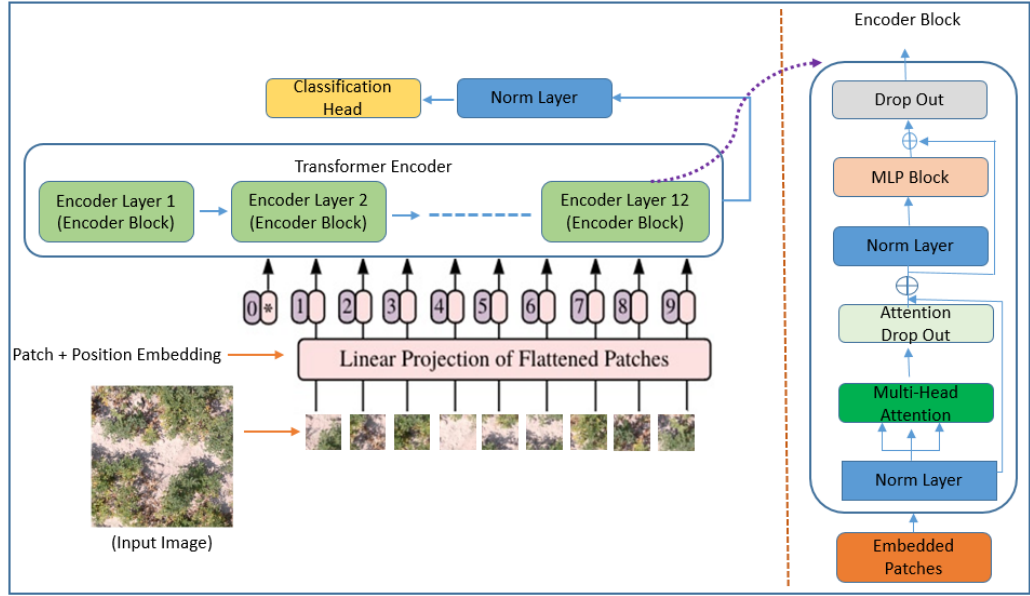 Encoder Block
Classification
Head
Norm Layer
Transformer Encoder
Encoder Layer 1
(Encoder Block)
Encoder Layer 2
(Encoder Block)
Encoder Layer 12
(Encoder Block)
0 * 1 2 3 4 5 6 7 8 9
Patch + Position Embedding
Linear Projection of Flattened Patches
(Input Image)
Drop Out
MLP Block
Norm Layer
Attention
Drop Out
Multi-Head
Attention
Norm Layer
Embedded
Patches